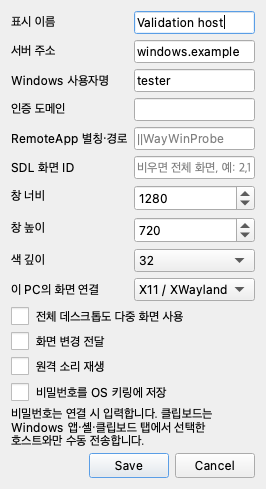 표시 이름 Validation host
서버 주소 windows.example
Windows 사용자명 tester
인증 도메인
RemoteApp 별칭·경로 ||WayWinProbe
SDL 화면 ID 비우면 전체 화면, 예: 2,1
창 너비 1280
창 높이 720
색 깊이 32
이 PC의 화면 연결 X11 / XWayland
전체 데스크톱도 다중 화면 사용
화면 변경 전달
원격 소리 재생
비밀번호를 OS 키링에 저장
비밀번호는 연결 시 입력합니다. 클립보드는
Windows 앱·셸·클립보드 탭에서 선택한
호스트와만 수동 전송합니다.
Save Cancel